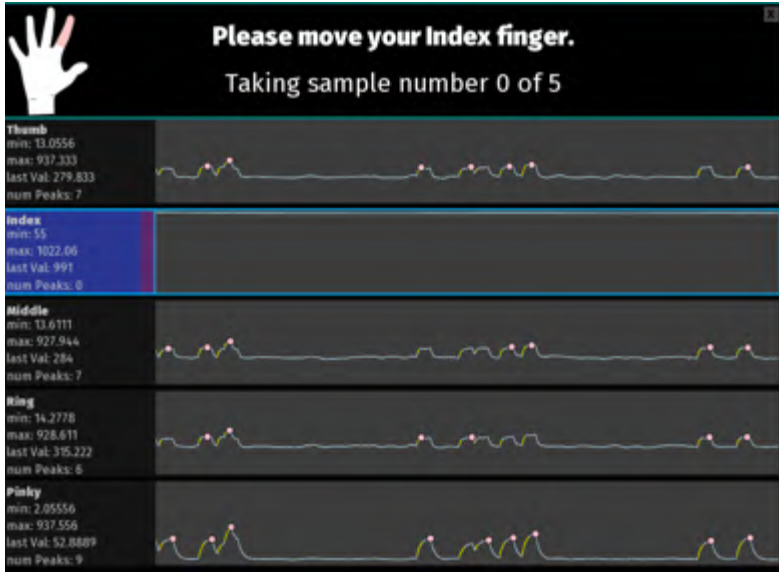 X
Please move your Index finger.
Taking sample number 0 of 5
Thumb
min: 13.0556
max: 937.333
last Val: 279.833
num Peaks: 7
Index
min: 55
max: 1022.06
last Val: 991
num Peaks: 0
Middle
min: 13.6111
max: 927.944
last Val: 284
num Peaks: 7
Ring
min: 14.2778
max: 928.611
last Val: 315.222
num Peaks: 6
Pinky
min: 2.05556
max: 937.556
last Val: 52.8889
num Peaks: 9